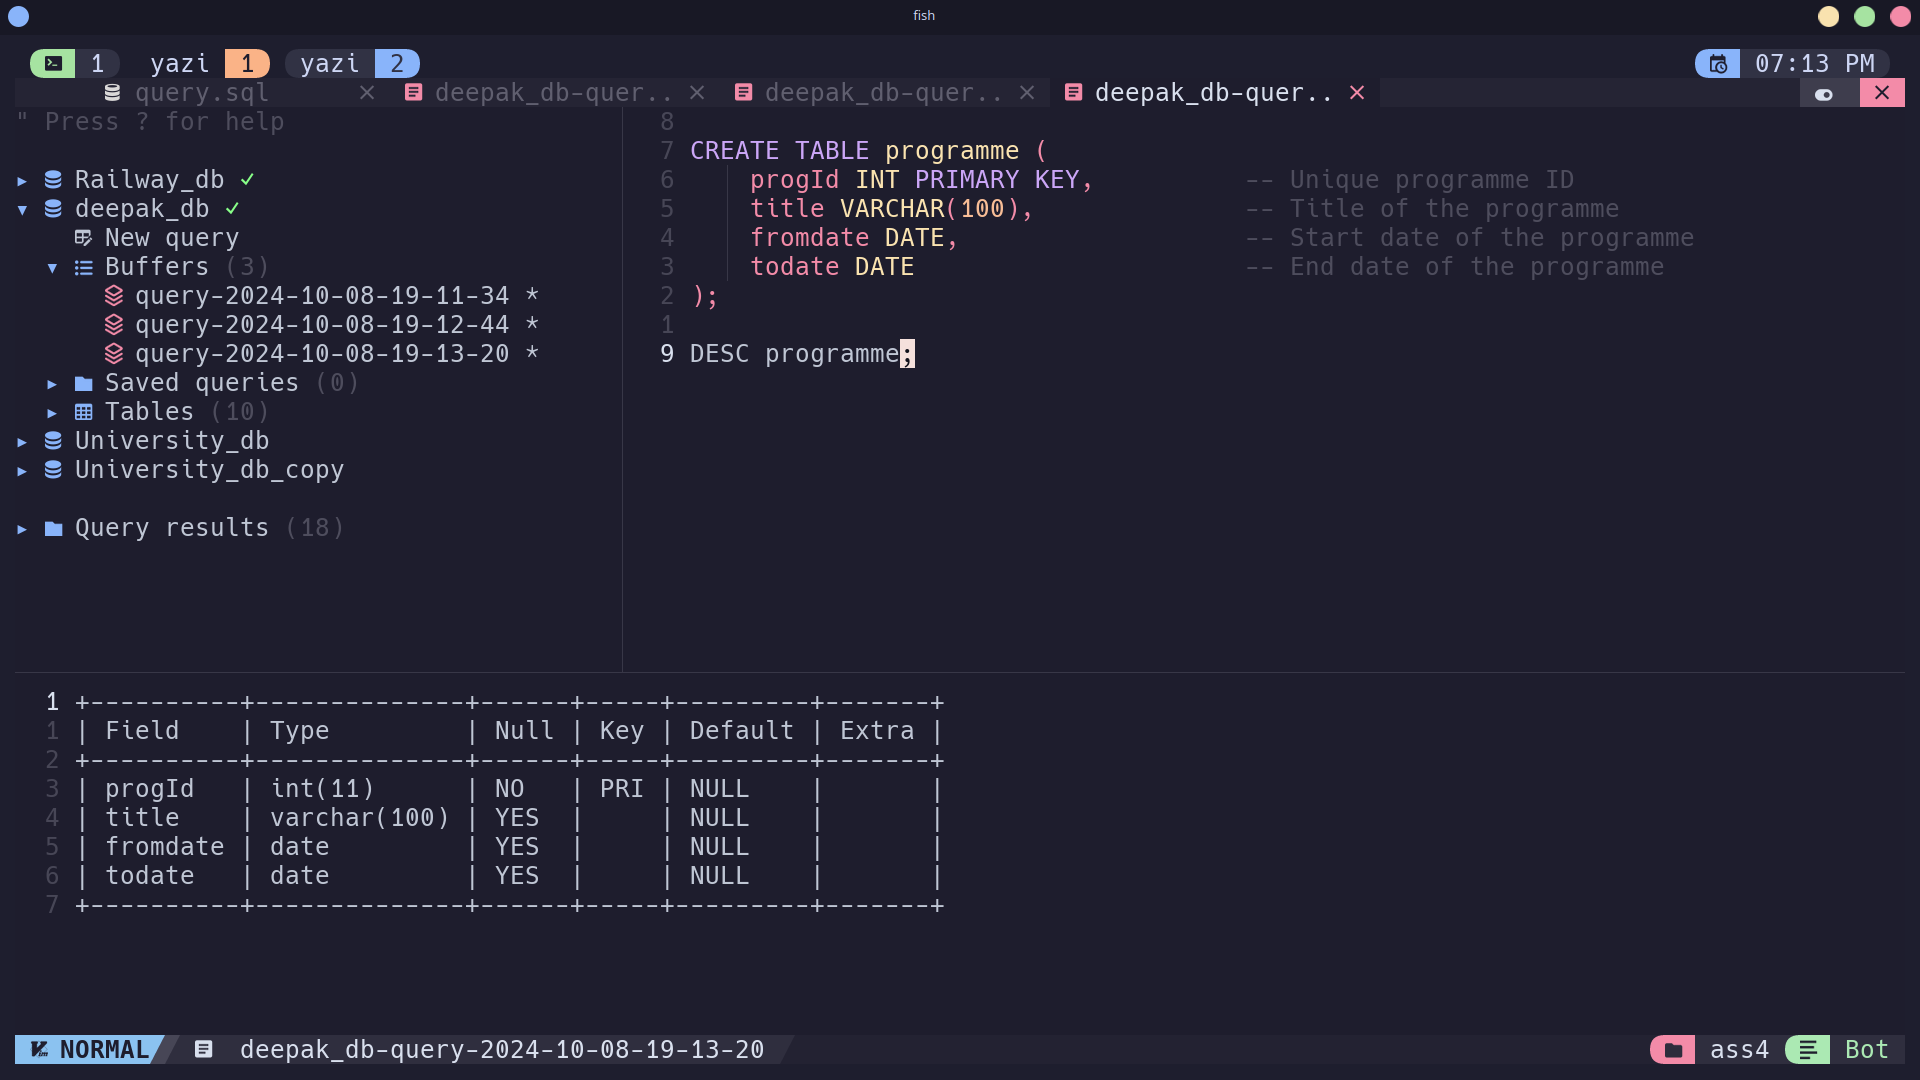 fish
1 yazi 1 yazi 2 07:13 PM
query.sql × deepak_db-quer.. × deepak_db-quer.. × deepak_db-quer.. × ×
" Press ? for help
▸ Railway_db ✓
▾ deepak_db ✓
New query
▾ Buffers (3)
query-2024-10-08-19-11-34 *
query-2024-10-08-19-12-44 *
query-2024-10-08-19-13-20 *
▸ Saved queries (0)
▸ Tables (10)
▸ University_db
▸ University_db_copy
▸ Query results (18)
8
7 CREATE TABLE programme (
6 progId INT PRIMARY KEY, -- Unique programme ID
5 title VARCHAR(100), -- Title of the programme
4 fromdate DATE, -- Start date of the programme
3 todate DATE -- End date of the programme
2 );
1
9 DESC programme;
1 +----------+--------------+------+-----+---------+-------+
1 | Field | Type | Null | Key | Default | Extra |
2 +----------+--------------+------+-----+---------+-------+
3 | progId | int(11) | NO | PRI | NULL | |
4 | title | varchar(100) | YES | | NULL | |
5 | fromdate | date | YES | | NULL | |
6 | todate | date | YES | | NULL | |
7 +----------+--------------+------+-----+---------+-------+
NORMAL deepak_db-query-2024-10-08-19-13-20 ass4 Bot